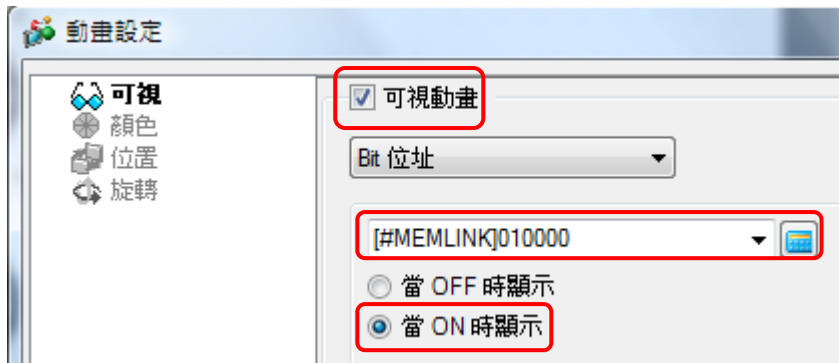 動畫設定
可視
顏色
位置
旋轉
可視動畫
Bit 位址
[#MEMLINK]010000
當 OFF 時顯示
當 ON 時顯示